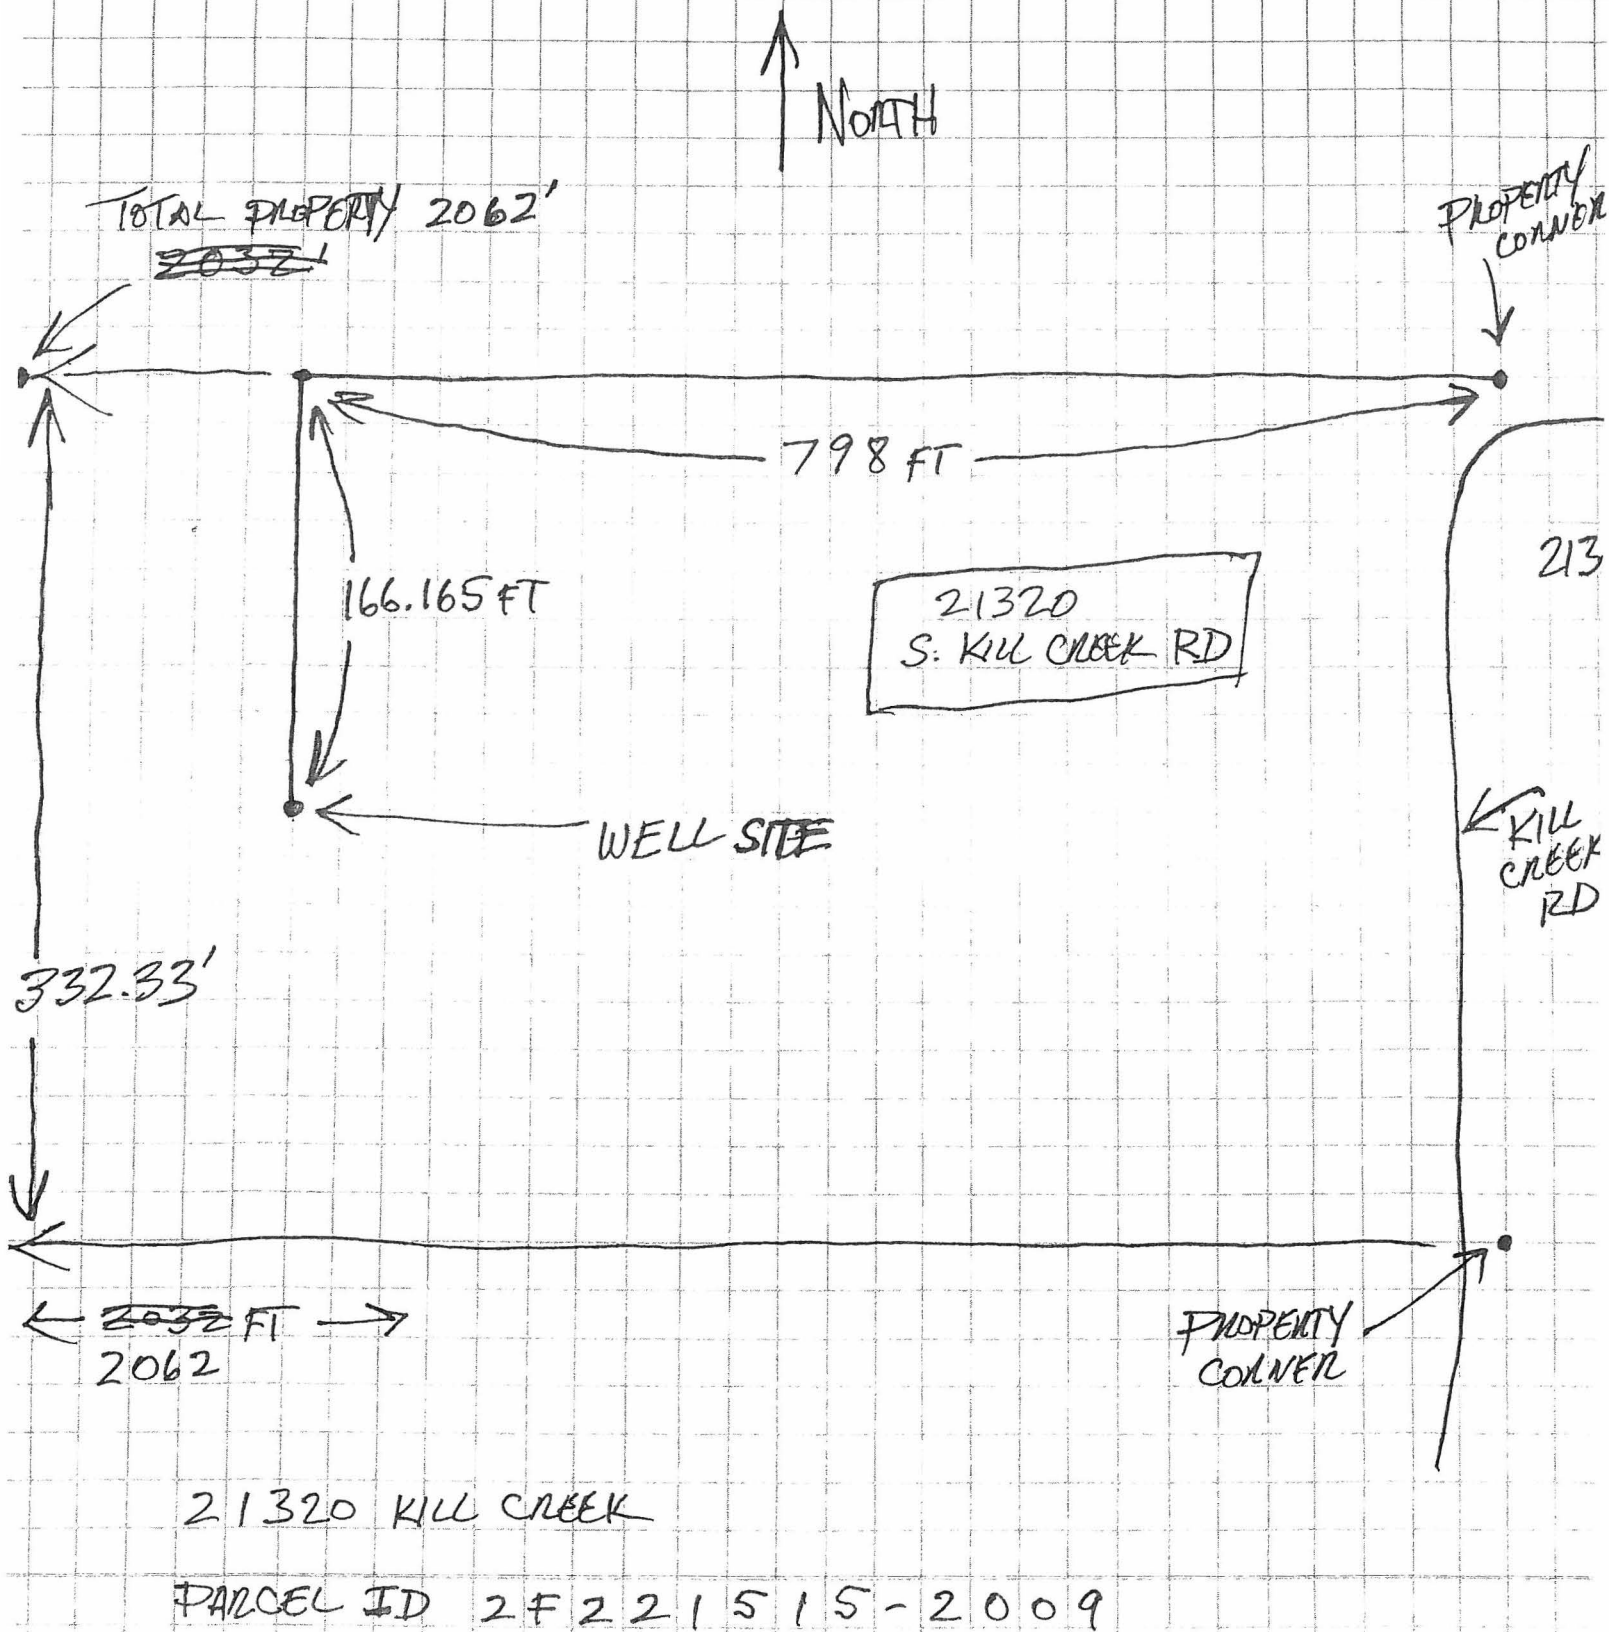 NORTH
TOTAL PROPERTY 2062'
2032'
PROPERTY
CORNER
798 FT
166.165 FT
213
21320
S. KILL CREEK RD
WELL SITE
KILL
CREEK
RD
332.33'
2032 FT
2062
PROPERTY
CORNER
21320 KILL CREEK
PARCEL ID 2F221515-2009